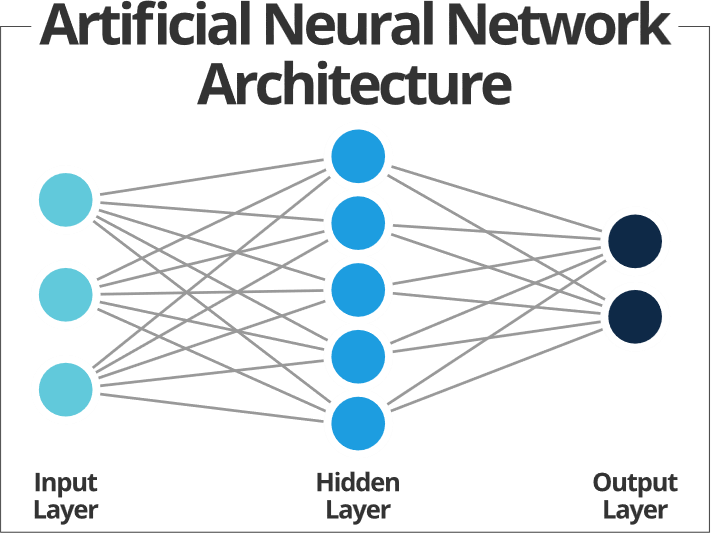 Artificial Neural Network
Architecture
Input
Layer
Hidden
Layer
Output
Layer